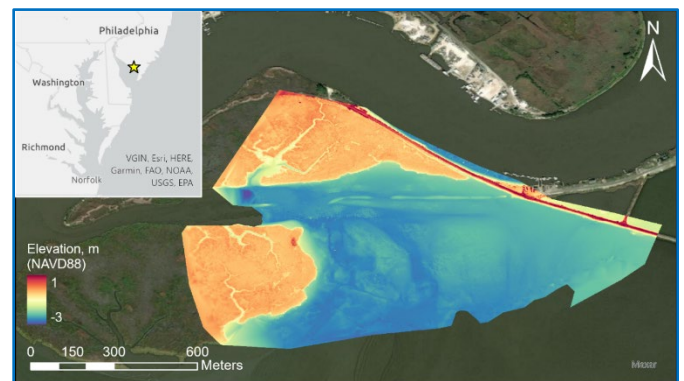 Philadelphia
Washington
Richmond
Norfolk
VGIN, Esri, HERE,
Garmin, FAO, NOAA,
USGS, EPA
N
Elevation, m
(NAVD88)
1
-3
0 150 300 600
Meters
Maxar